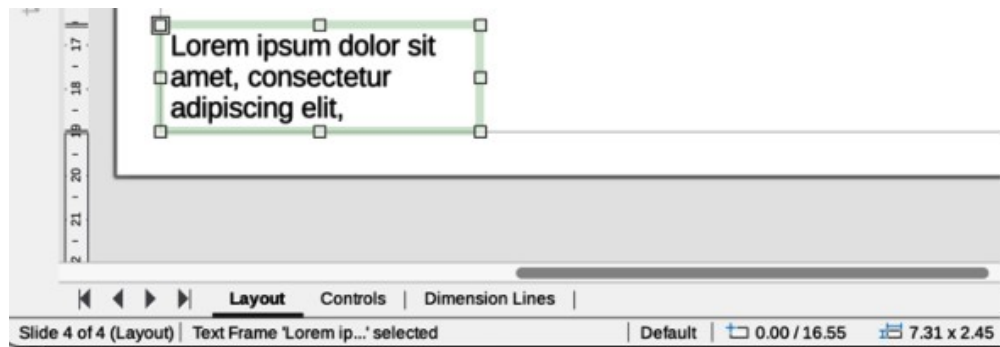 17
Lorem ipsum dolor sit
amet, consectetur
18
adipiscing elit,
19
20
21
Layout Controls | Dimension Lines |
Slide 4 of 4 (Layout) | Text Frame 'Lorem ip...' selected | Default | 0.00 / 16.55 7.31 x 2.45